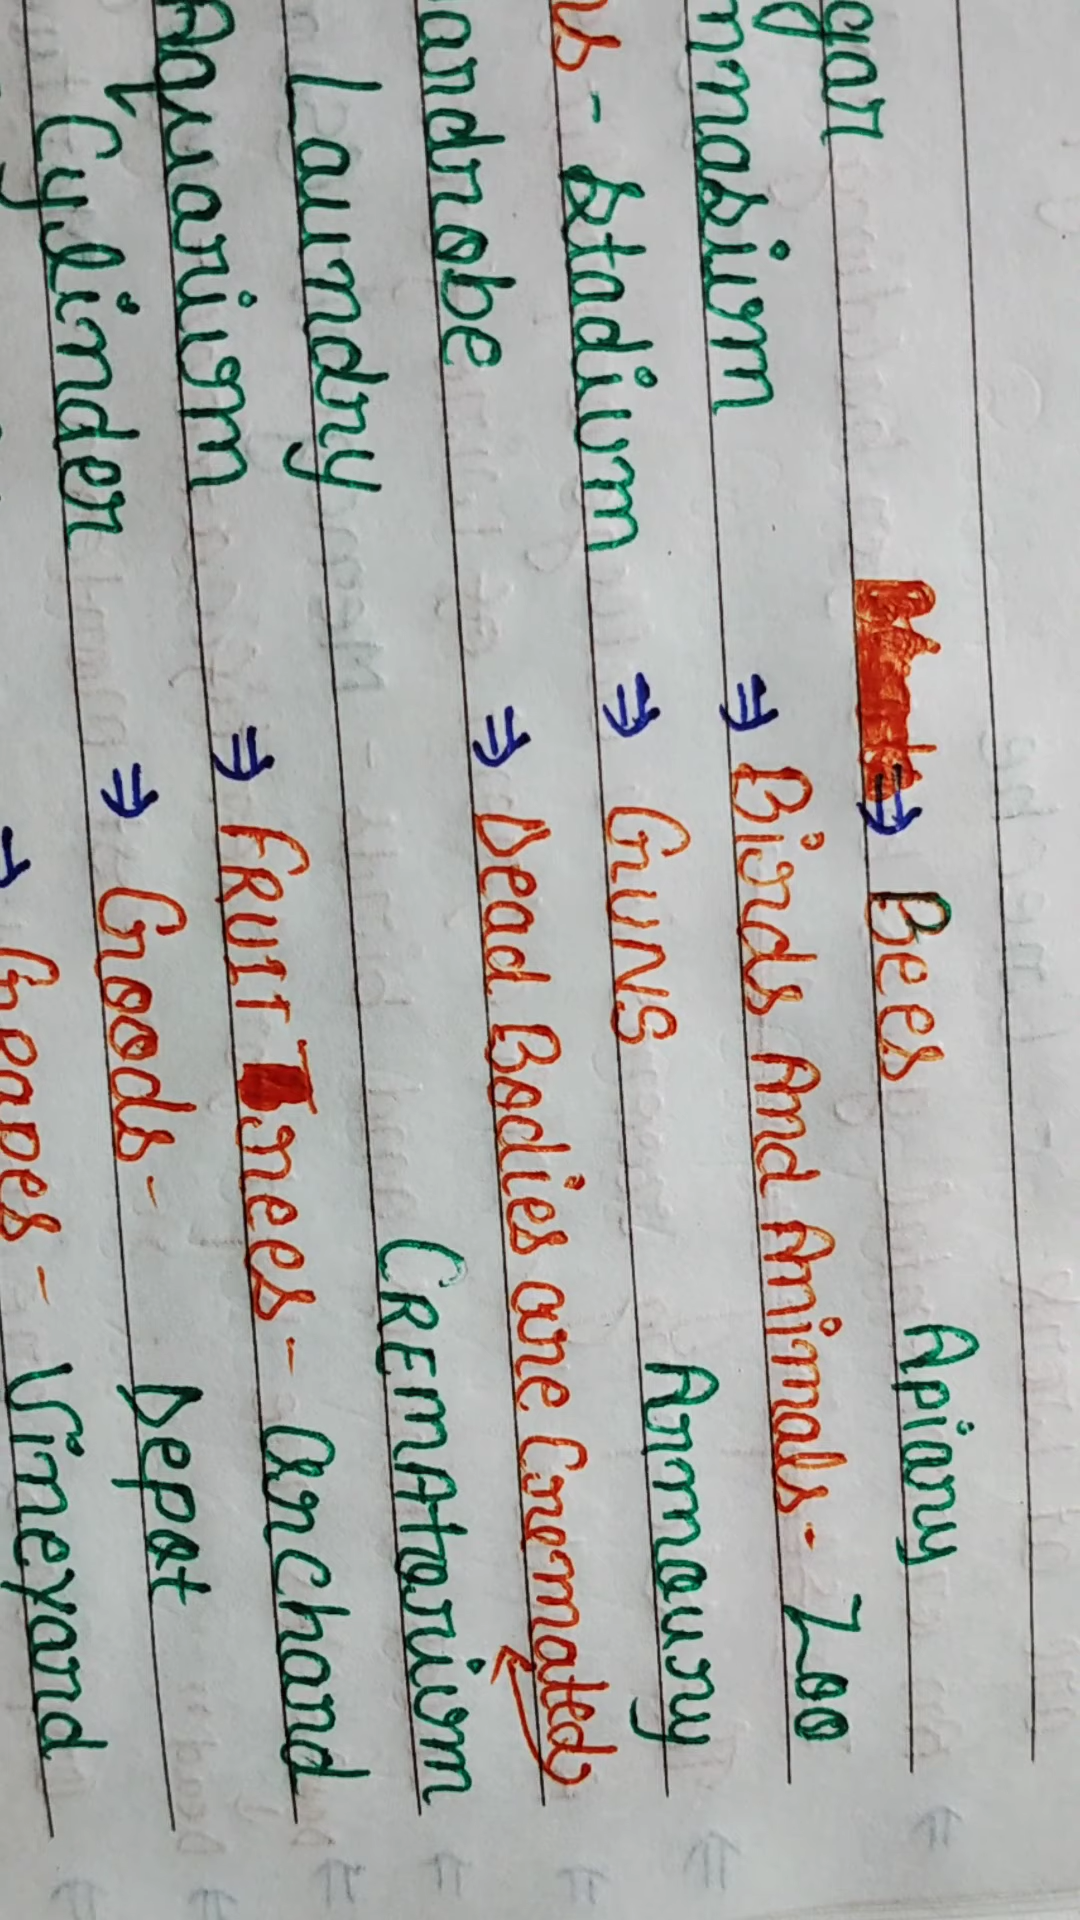 gar Bees Apiary
mnasium Birds And Animals - Zoo
s - Stadium GUNS Armoury
ardrobe Dead Bodies are Cremated
Laundry CREMAtorium
Aquarium FRUIT Trees - Orchard
Cylinder Goods - Depot
Grapes - Vineyard